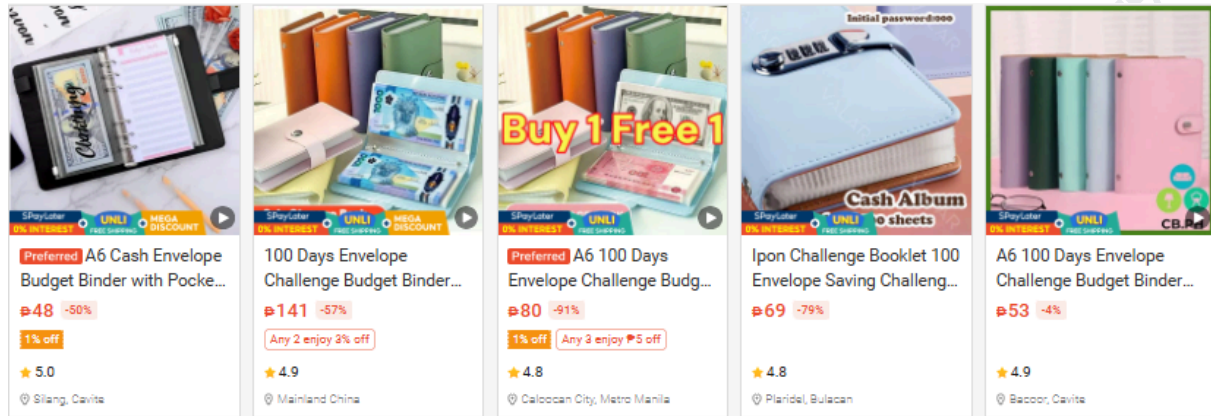 SPayLater
0% INTEREST
UNLI
FREE SHIPPING
MEGA
DISCOUNT
Preferred A6 Cash Envelope
Budget Binder with Pocke...
₱48 -50%
1% off
5.0
Silang, Cavite
1000
1000
SPayLater
0% INTEREST
UNLI
FREE SHIPPING
MEGA
DISCOUNT
100 Days Envelope
Challenge Budget Binder...
₱141 -57%
Any 2 enjoy 3% off
4.9
Mainland China
Buy 1 Free 1
SPayLater
0% INTEREST
UNLI
FREE SHIPPING
Preferred A6 100 Days
Envelope Challenge Budg...
₱80 -91%
1% off Any 3 enjoy ₱5 off
4.8
Caloocan City, Metro Manila
Initial password:000
Cash Album
sheets
SPayLater
0% INTEREST
UNLI
FREE SHIPPING
Ipon Challenge Booklet 100
Envelope Saving Challeng...
₱69 -79%
4.8
Plaridel, Bulacan
CB.PH
SPayLater
0% INTEREST
UNLI
FREE SHIPPING
A6 100 Days Envelope
Challenge Budget Binder...
₱53 -4%
4.9
Bacoor, Cavite